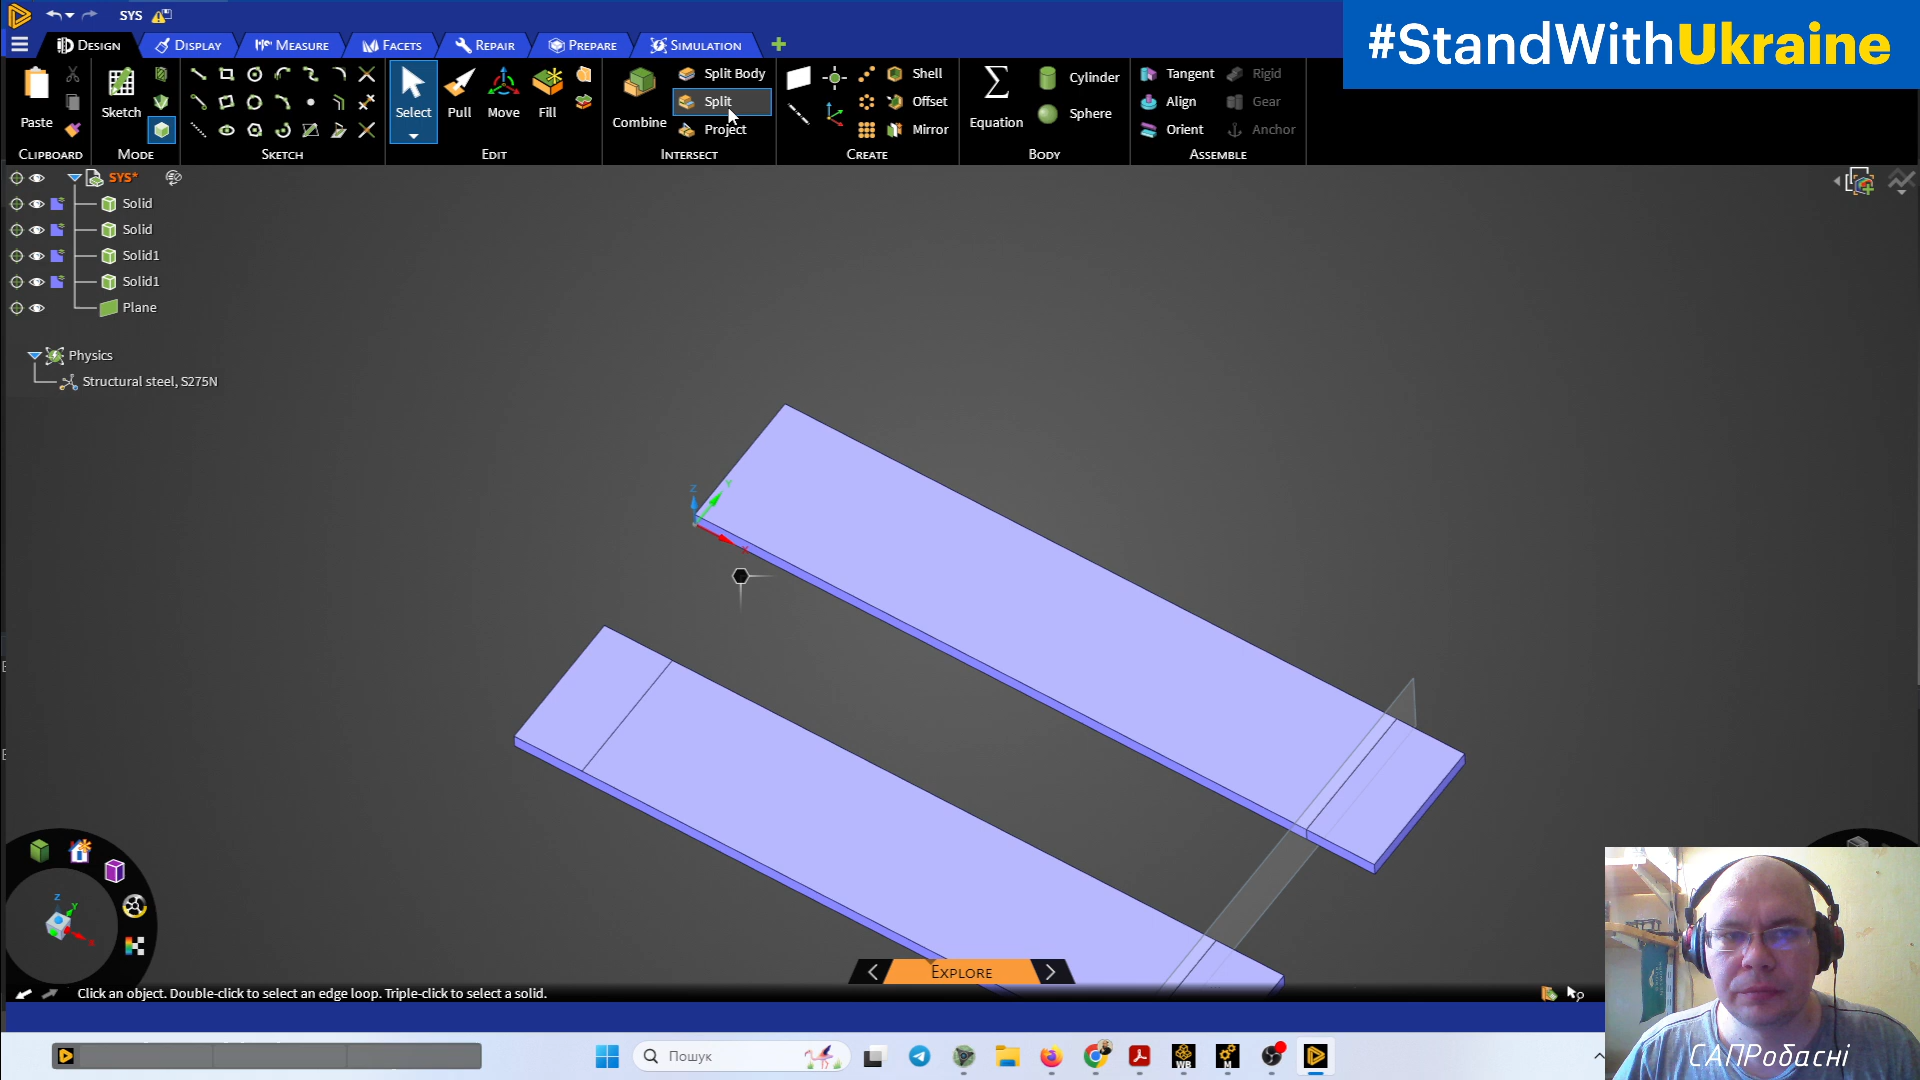 SYS
#StandWithUkraine
DESIGN DISPLAY MEASURE FACETS REPAIR PREPARE SIMULATION
Paste
CLIPBOARD
Sketch
MODE
SKETCH
Select Pull Move Fill
EDIT
Combine
Split Body
Split
Project
INTERSECT
Shell
Offset
Mirror
CREATE
Equation
Cylinder
Sphere
BODY
Tangent Rigid
Align Gear
Orient Anchor
ASSEMBLE
SYS*
Solid
Solid
Solid1
Solid1
Plane
Physics
Structural steel, S275N
Z
Y
X
Z
Y
X
EXPLORE
Click an object. Double-click to select an edge loop. Triple-click to select a solid.
Пошук
WB
M
САПРобасні